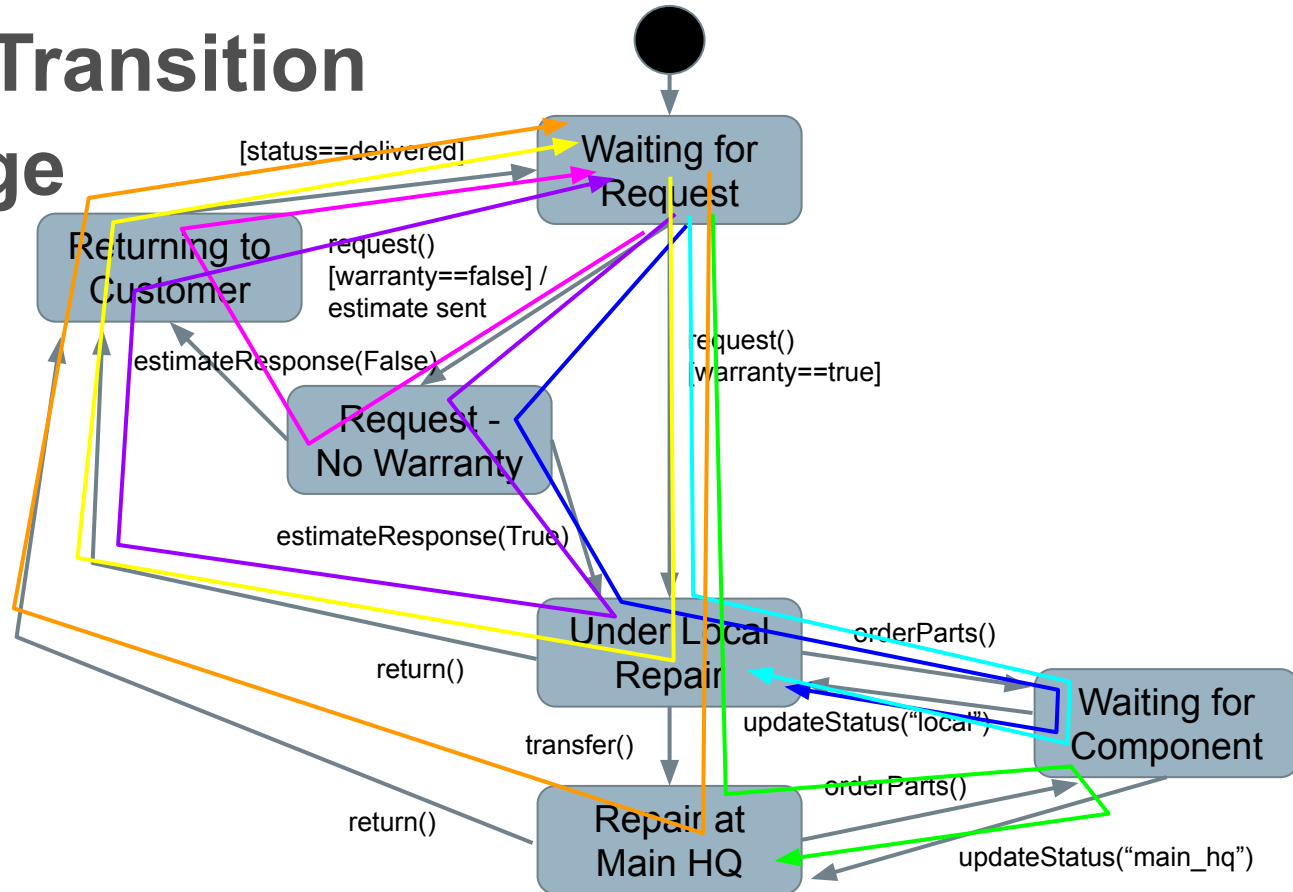 Transition
ge
[status==delivered]
Waiting for
Request
Returning to
Customer
request()
[warranty==false] /
estimate sent
request()
[warranty==true]
estimateResponse(False)
Request -
No Warranty
estimateResponse(True)
Under Local
Repair
orderParts()
return()
Waiting for
Component
updateStatus(“local”)
transfer()
orderParts()
return()
Repair at
Main HQ
updateStatus(“main_hq”)